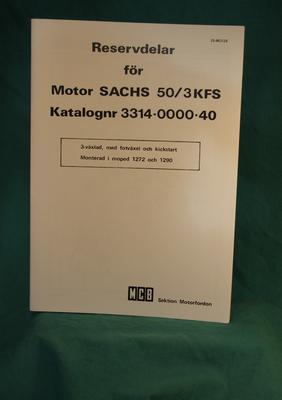 Reservdelar
för
Motor SACHS 50/3KFS
Katalognr 3314-0000-40
3-växlad, med fotväxel och kickstart
Monterad i moped 1272 och 1290
MCB Sektion Motorfordon